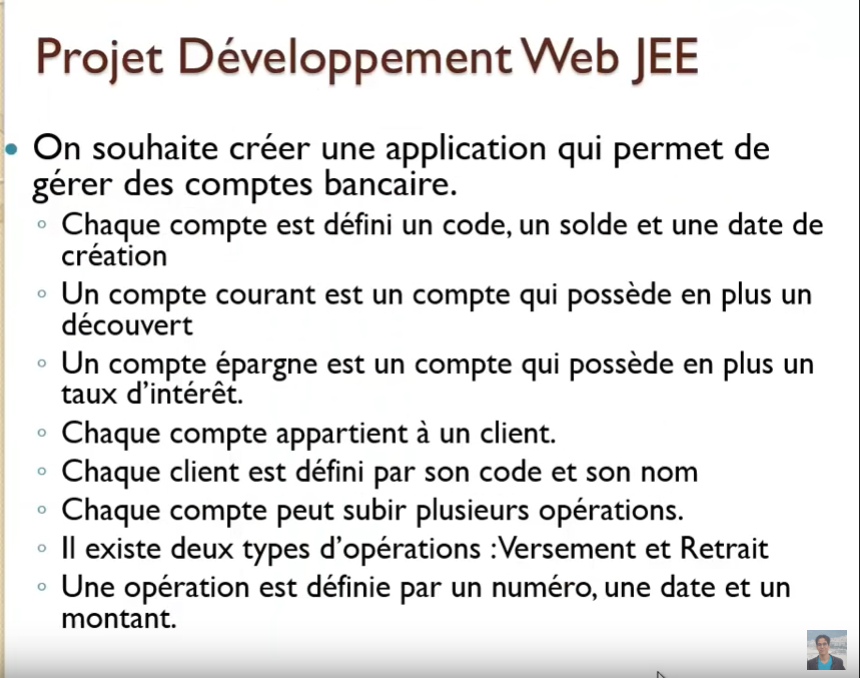 Projet Développement Web JEE
On souhaite créer une application qui permet de
gérer des comptes bancaire.
Chaque compte est défini un code, un solde et une date de
création
Un compte courant est un compte qui possède en plus un
découvert
Un compte épargne est un compte qui possède en plus un
taux d'intérêt.
Chaque compte appartient à un client.
Chaque client est défini par son code et son nom
Chaque compte peut subir plusieurs opérations.
Il existe deux types d'opérations : Versement et Retrait
Une opération est définie par un numéro, une date et un
montant.